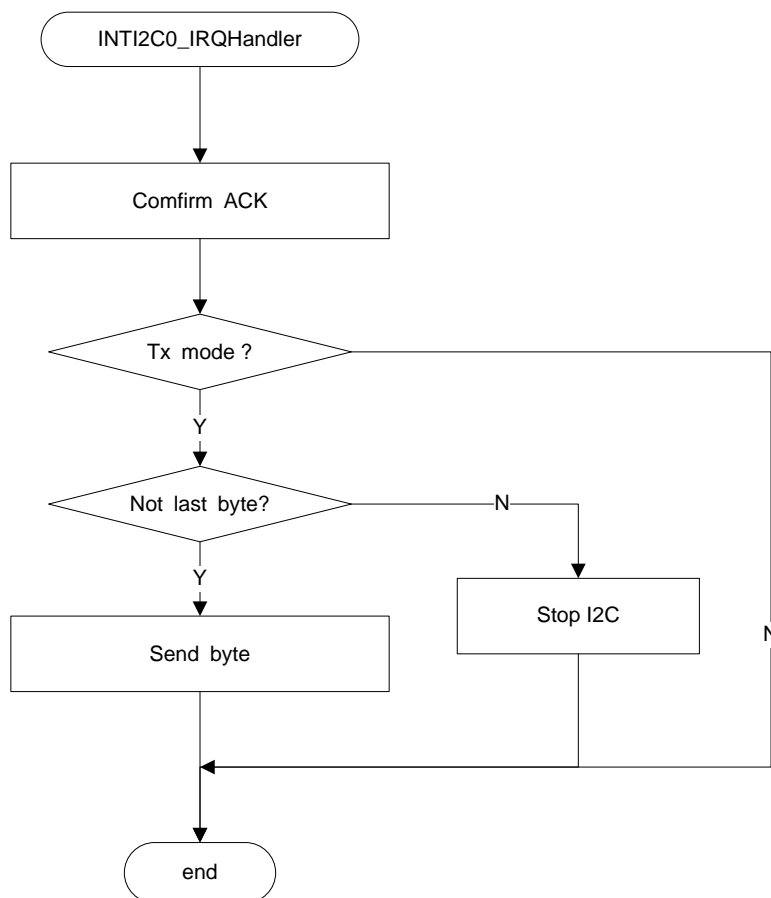 INTI2C0_IRQHandler
Comfirm ACK
Tx mode ?
Y
Not last byte?
N
Y
Stop I2C
N
Send byte
end